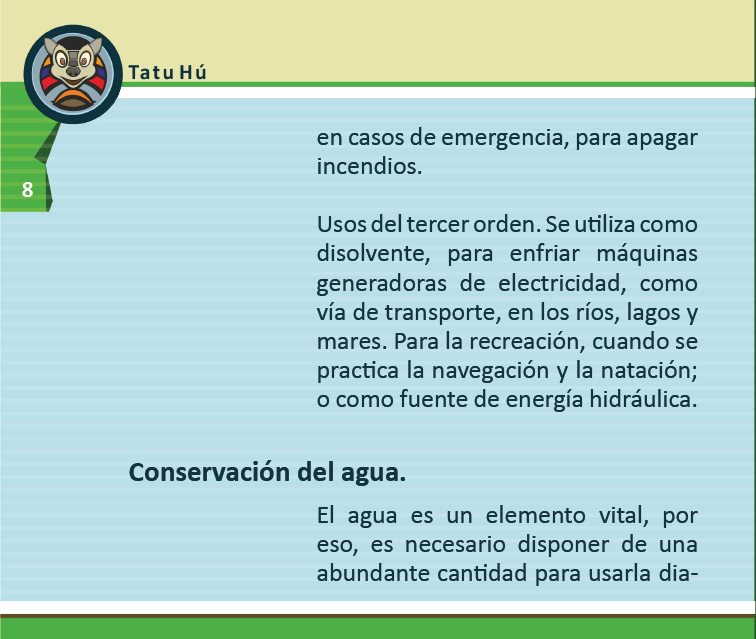 Tatu Hú
en casos de emergencia, para apagar
incendios.
8
Usos del tercer orden. Se utiliza como
disolvente, para enfriar máquinas
generadoras de electricidad, como
vía de transporte, en los ríos, lagos y
mares. Para la recreación, cuando se
practica la navegación y la natación;
o como fuente de energía hidráulica.
Conservación del agua.
El agua es un elemento vital, por
eso, es necesario disponer de una
abundante cantidad para usarla dia-